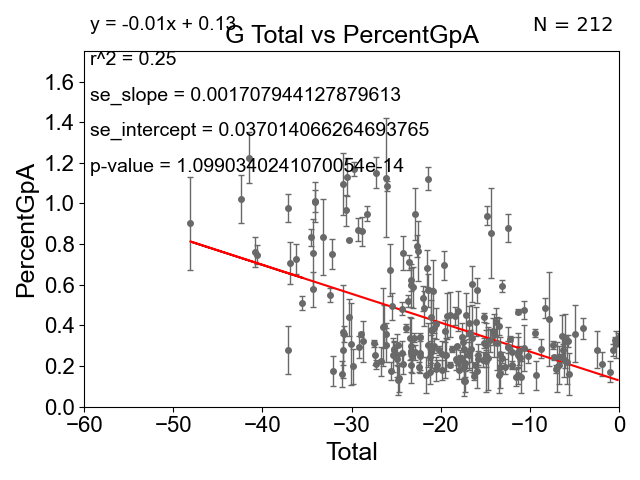 y = -0.01x + 0.13
G Total vs PercentGpA
N = 212
r^2 = 0.25
se_slope = 0.001707944127879613
se_intercept = 0.037014066264693765
p-value = 1.0990340241070054e-14
PercentGpA
1.6
1.4
1.2
1.0
0.8
0.6
0.4
0.2
0.0
−60
−50
−40
−30
−20
−10
0
Total